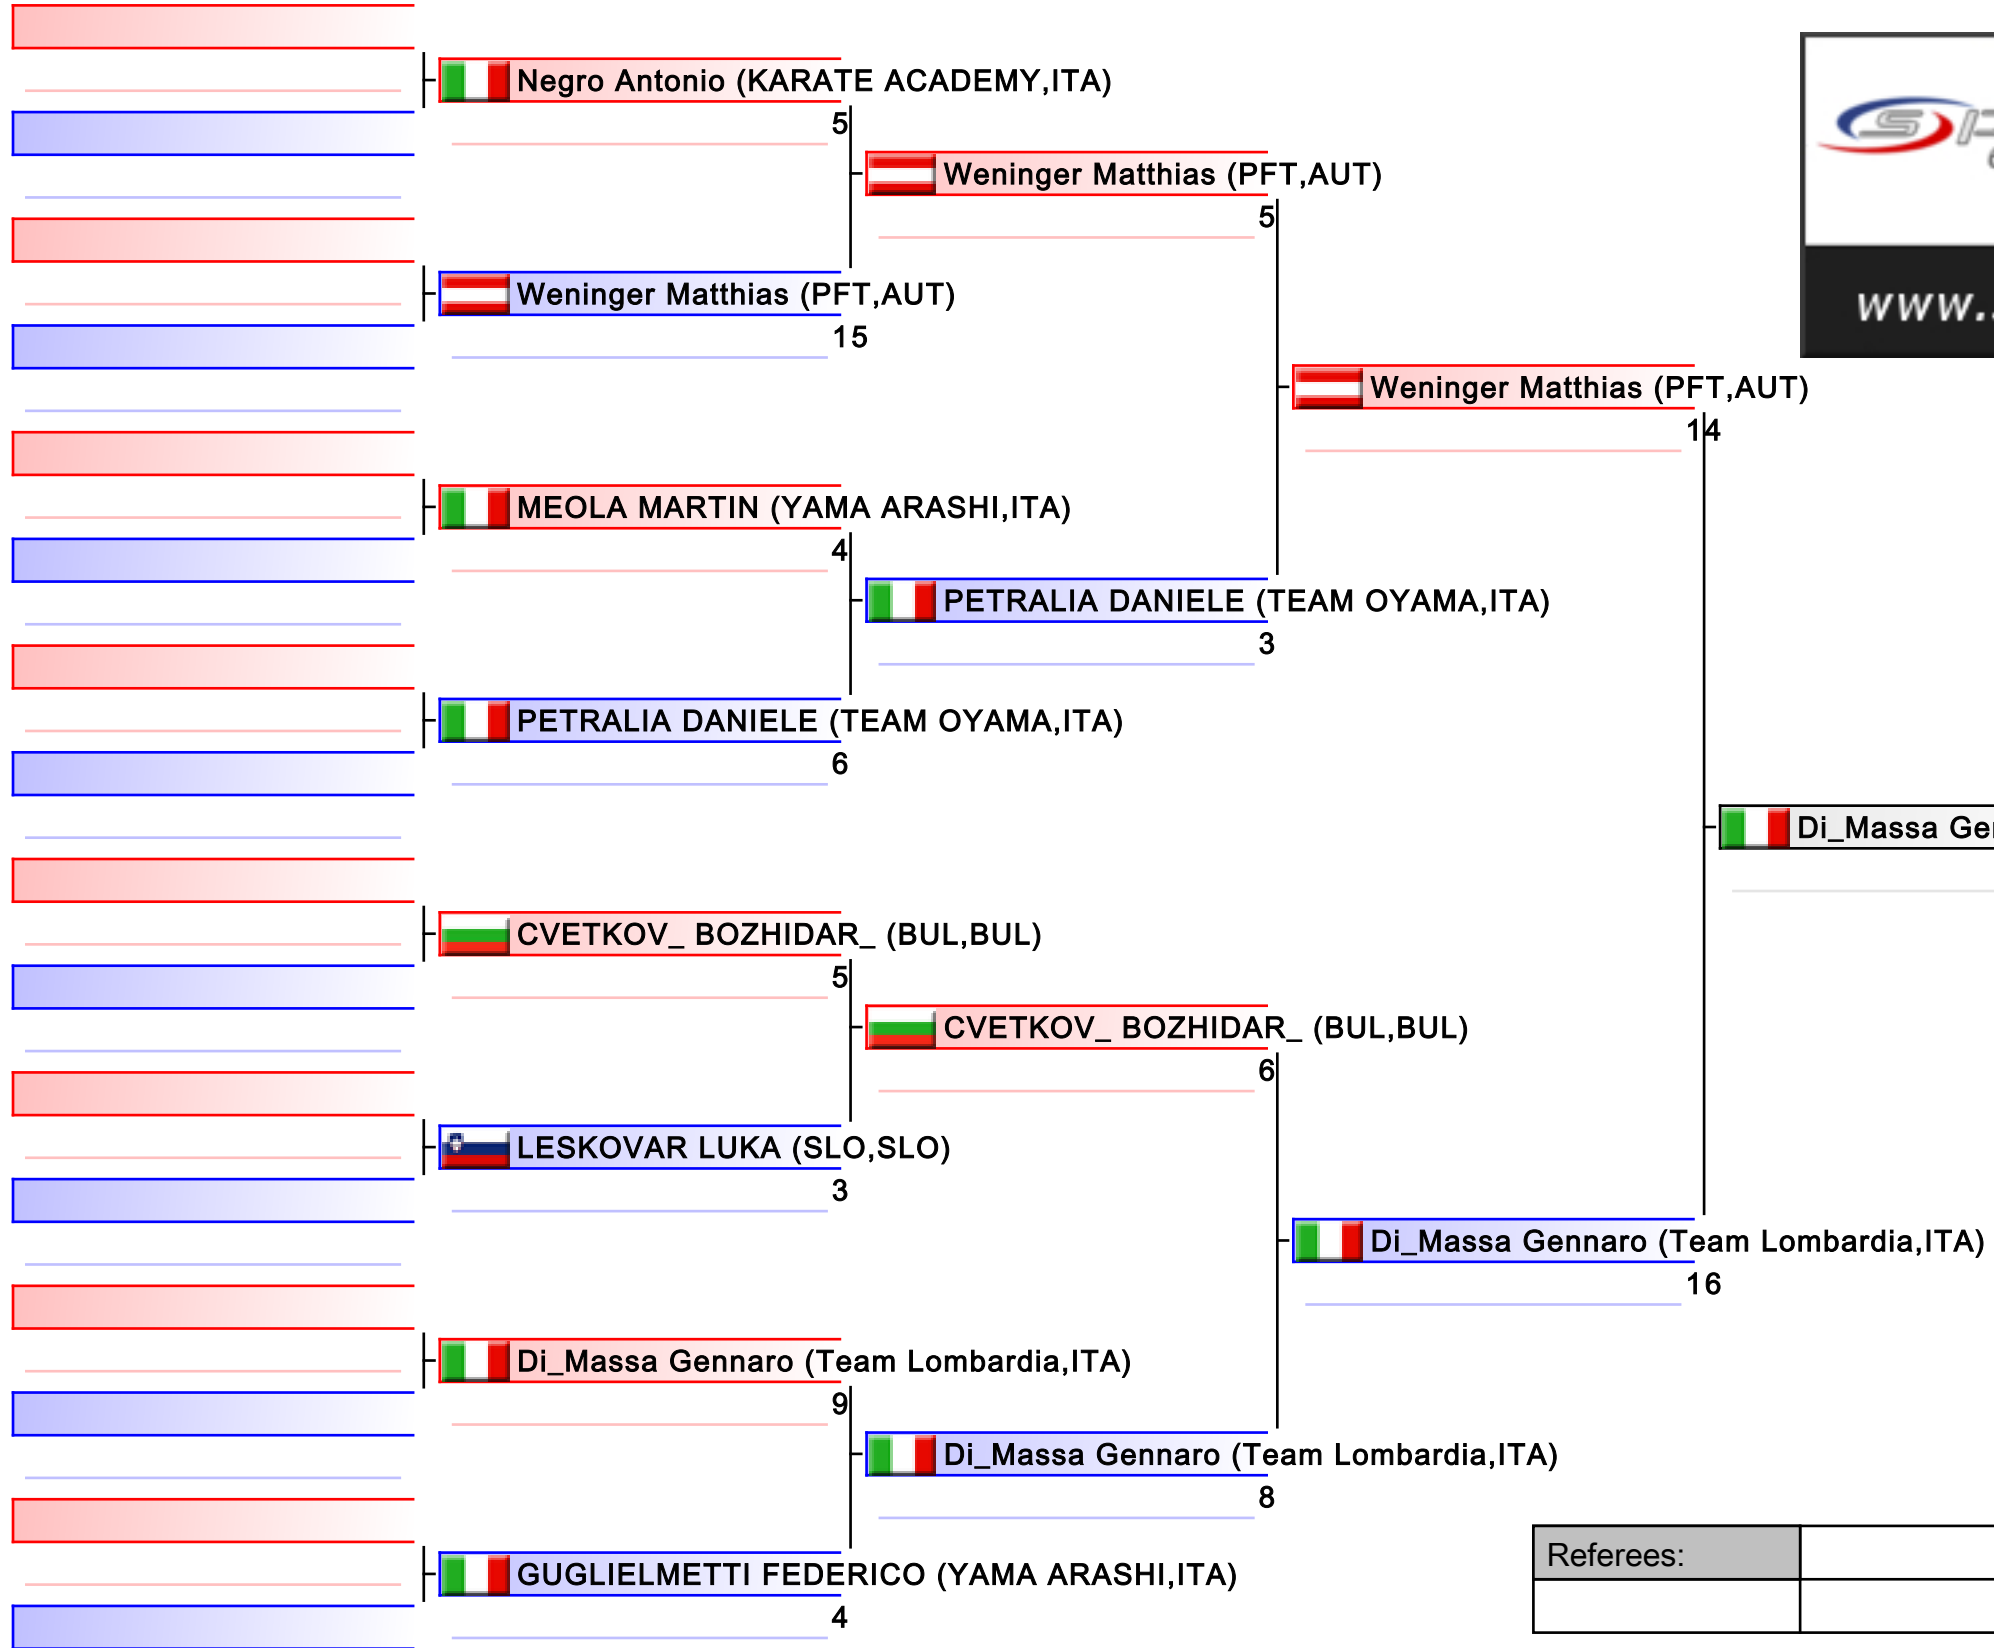 Negro Antonio (KARATE ACADEMY,ITA)
5
Weninger Matthias (PFT,AUT)
5
Weninger Matthias (PFT,AUT)
15
www.
Weninger Matthias (PFT,AUT)
14
MEOLA MARTIN (YAMA ARASHI,ITA)
4
PETRALIA DANIELE (TEAM OYAMA,ITA)
3
PETRALIA DANIELE (TEAM OYAMA,ITA)
6
Di_Massa
CVETKOV_ BOZHIDAR_ (BUL,BUL)
5
CVETKOV_ BOZHIDAR_ (BUL,BUL)
6
LESKOVAR LUKA (SLO,SLO)
3
Di_Massa Gennaro (Team Lombardia,ITA)
16
Di_Massa Gennaro (Team Lombardia,ITA)
9
Di_Massa Gennaro (Team Lombardia,ITA)
8
GUGLIELMETTI FEDERICO (YAMA ARASHI,ITA)
4
Referees: